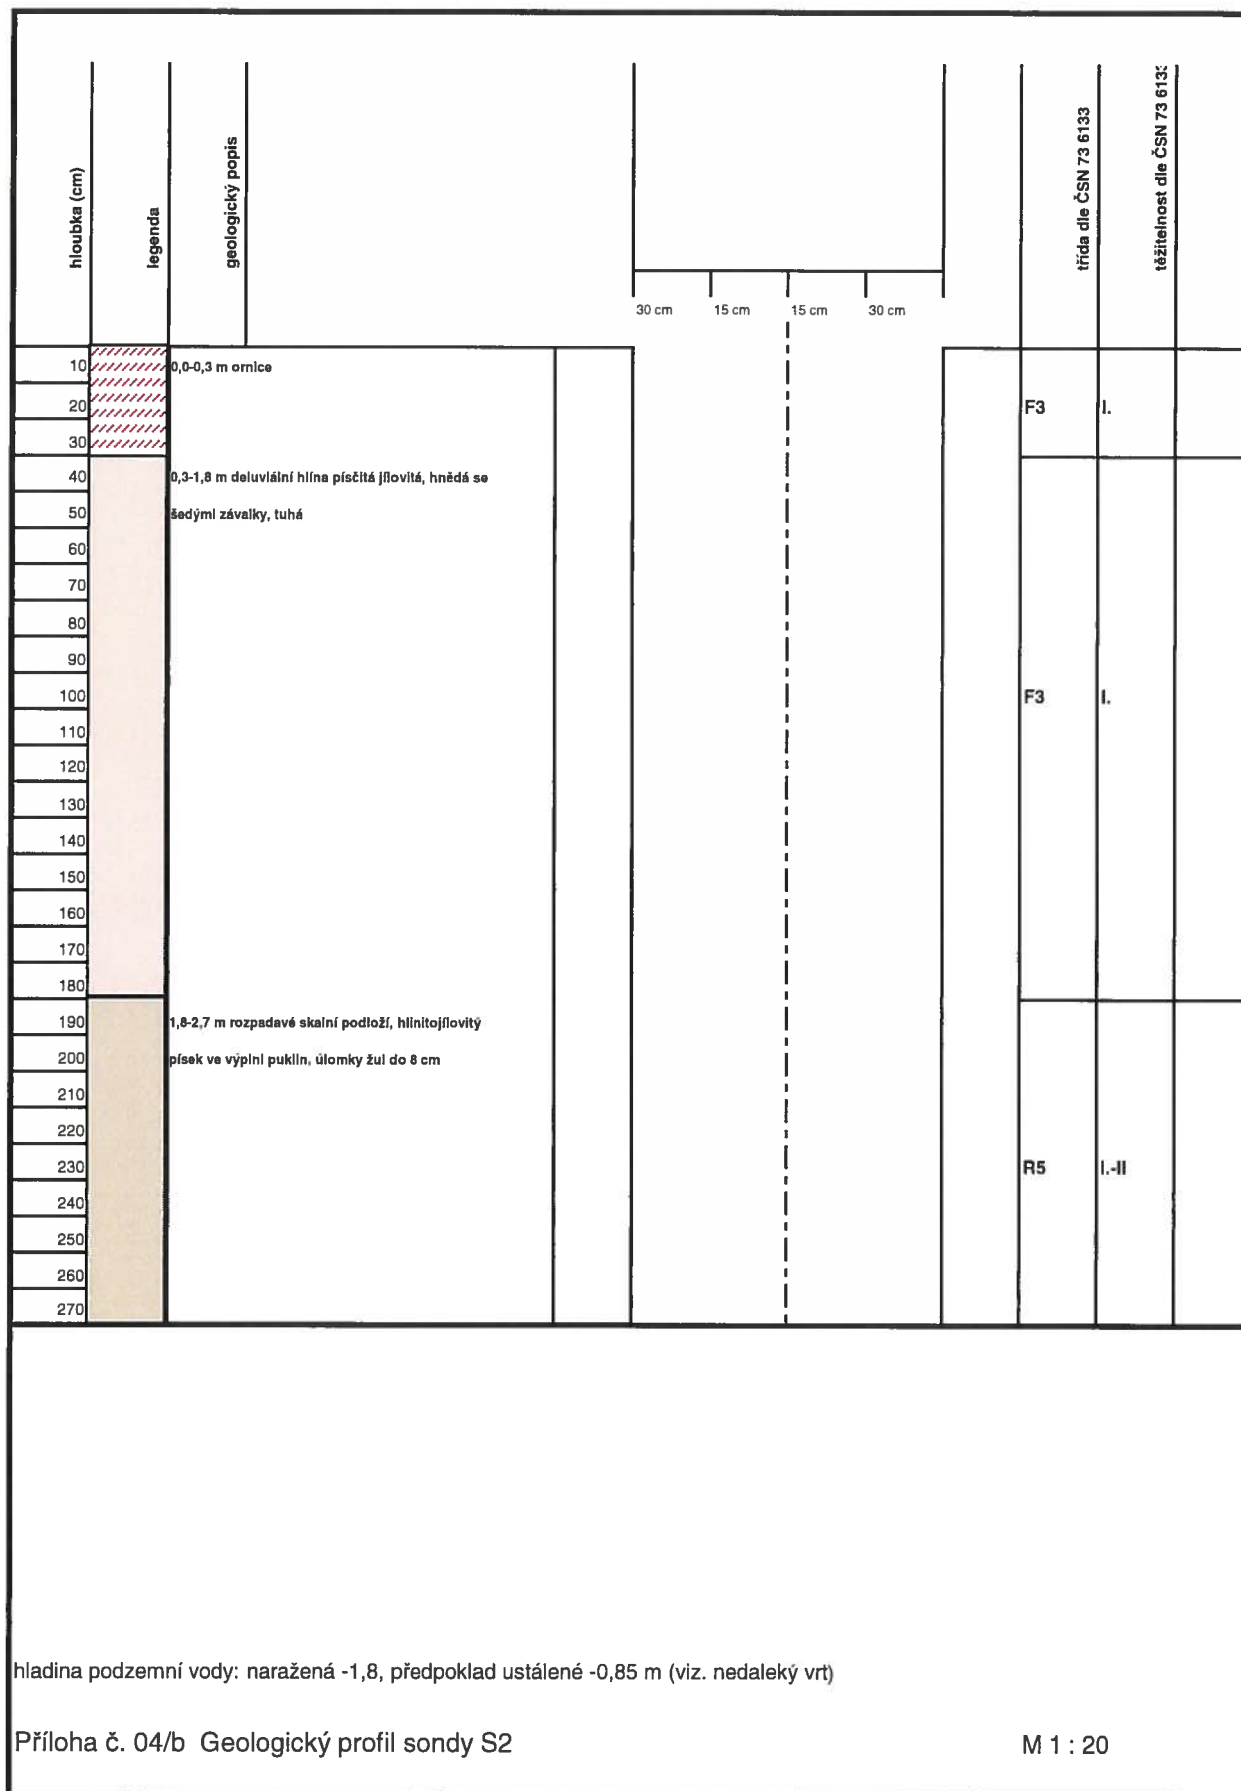 hloubka (cm)
legenda
geologický popis
třída dle ČSN 73 6133
těžitelnost dle ČSN 73 6133
30 cm
15 cm
15 cm
30 cm
10
0,0-0,3 m ornice
20
F3
I.
30
40
0,3-1,8 m deluviální hlína písčitá jílovitá, hnědá se
50
šedými závalky, tuhá
60
70
80
90
100
F3
I.
110
120
130
140
150
160
170
180
190
1,8-2,7 m rozpadavé skalní podloží, hlinitojílovitý
200
písek ve výplni puklin, úlomky žul do 8 cm
210
220
230
R5
I.-II
240
250
260
270
hladina podzemní vody: naražená -1,8, předpoklad ustálené -0,85 m (viz. nedaleký vrt)
Příloha č. 04/b Geologický profil sondy S2
M 1 : 20